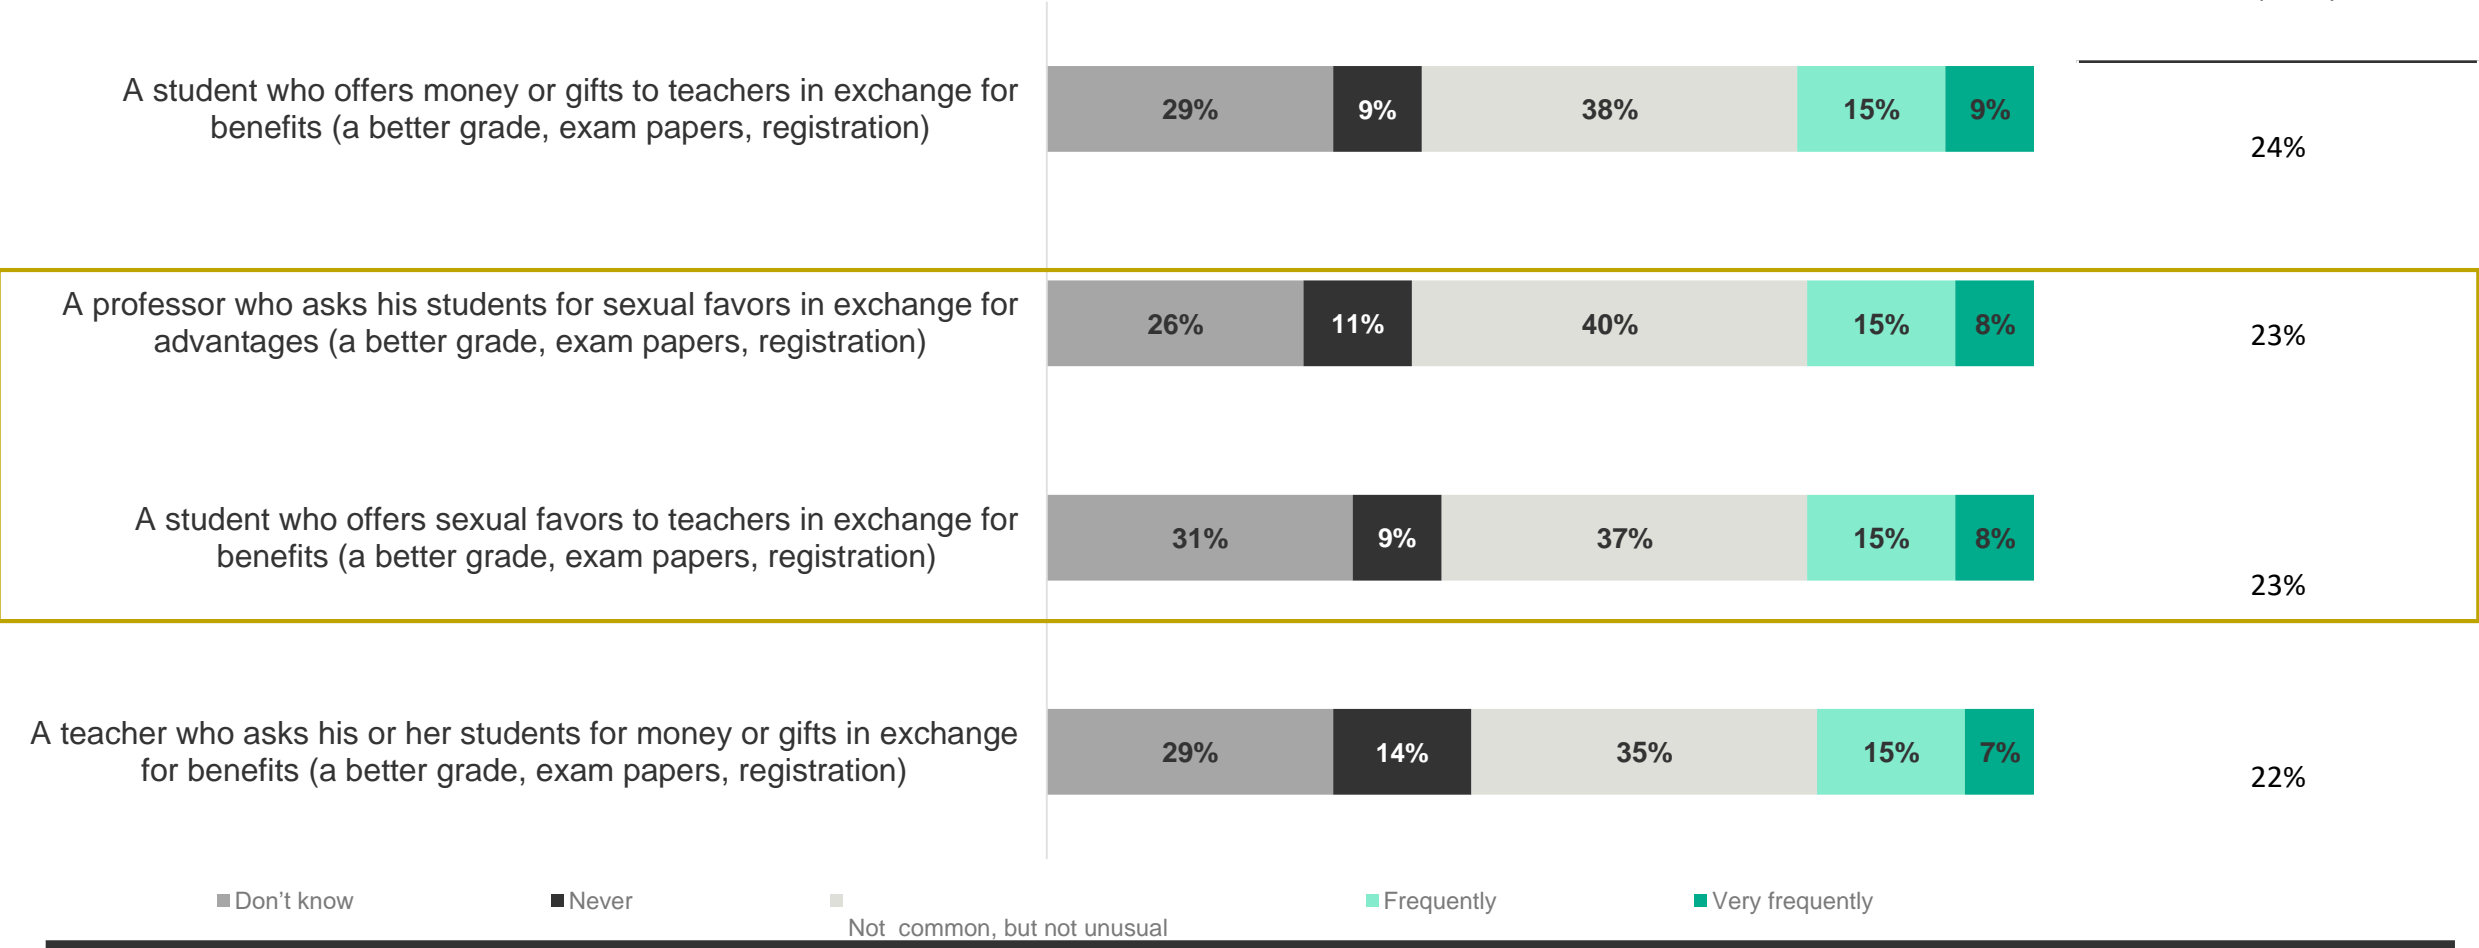 A student who offers money or gifts to teachers in exchange for
benefits (a better grade, exam papers, registration)
29% 9% 38% 15% 9%
24%
A professor who asks his students for sexual favors in exchange for
advantages (a better grade, exam papers, registration)
26% 11% 40% 15% 8%
23%
A student who offers sexual favors to teachers in exchange for
benefits (a better grade, exam papers, registration)
31% 9% 37% 15% 8%
23%
A teacher who asks his or her students for money or gifts in exchange
for benefits (a better grade, exam papers, registration)
29% 14% 35% 15% 7%
22%
Don't know Never Frequently Very frequently
Not common, but not unusual